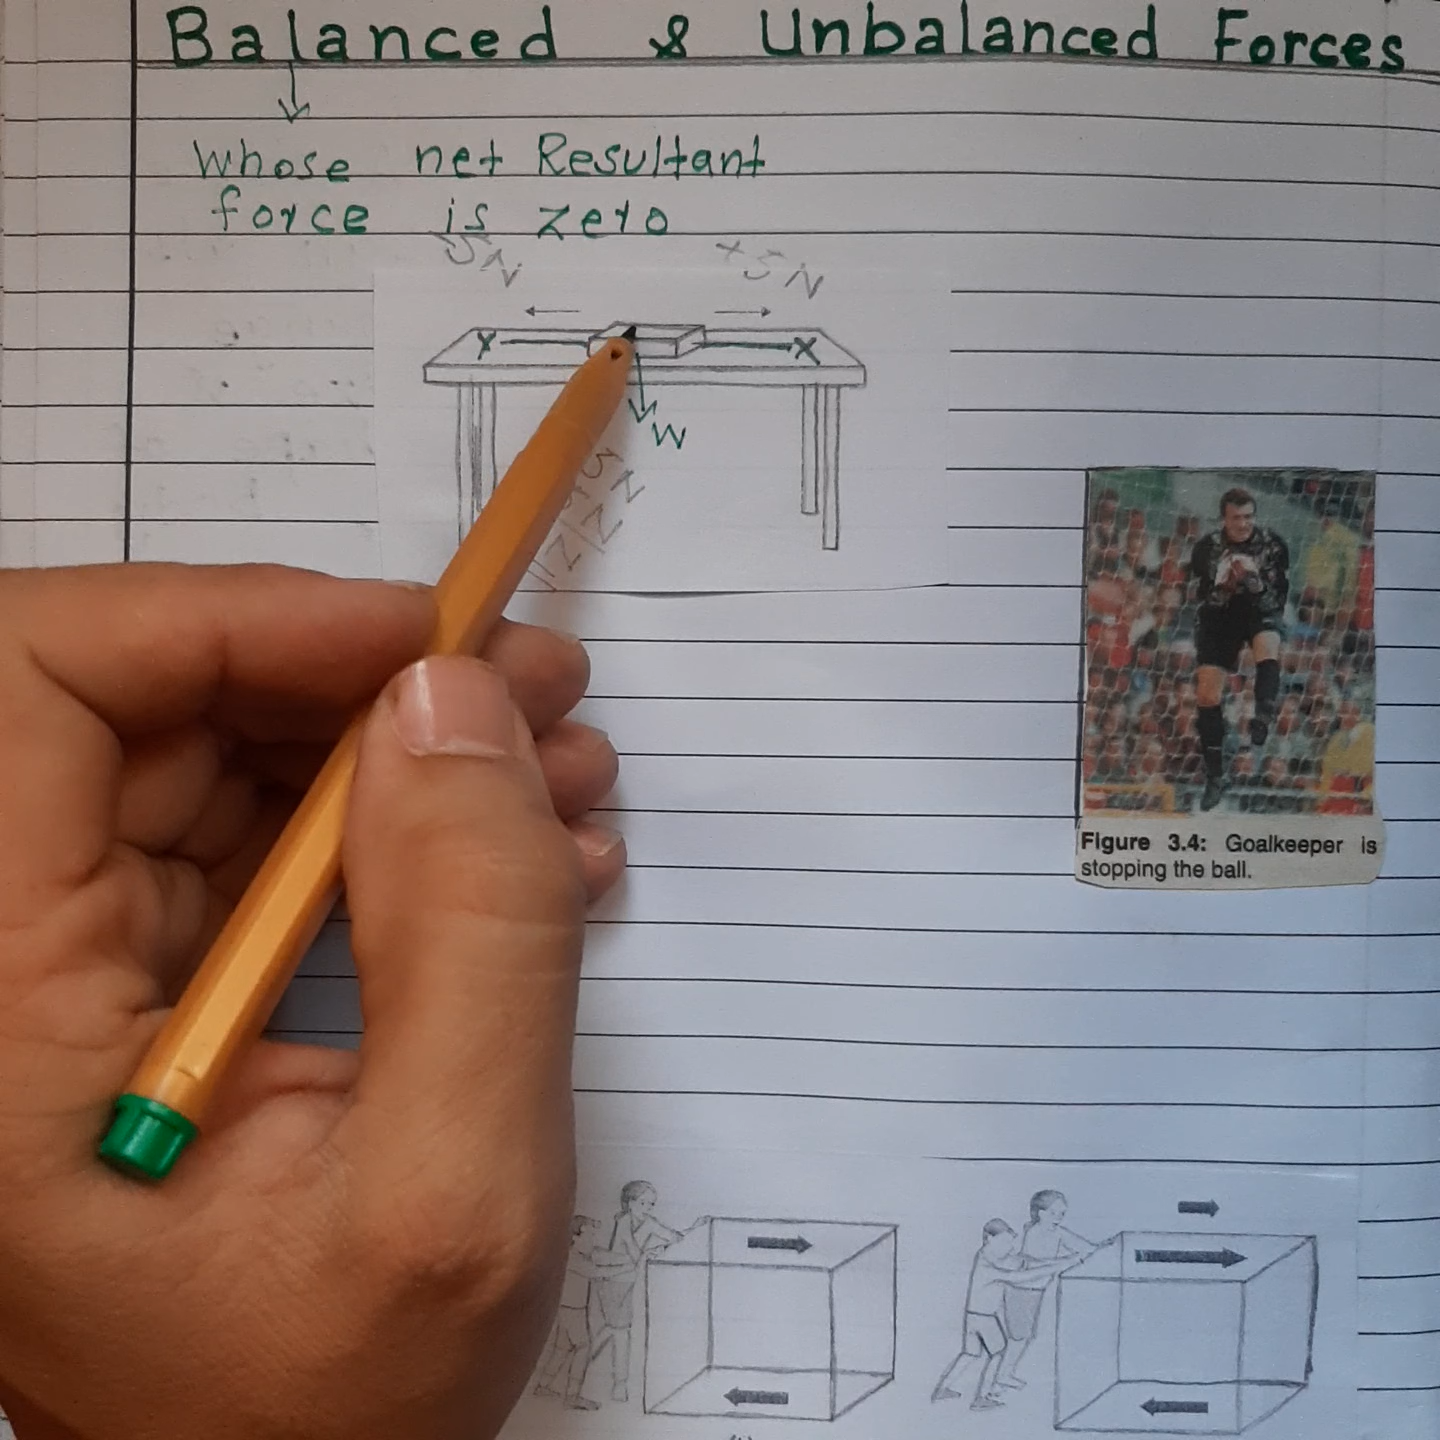 Balanced & Unbalanced Forces
whose net Resultant
force is zero
5N +5N
X X
W
Figure 3.4: Goalkeeper is
stopping the ball.